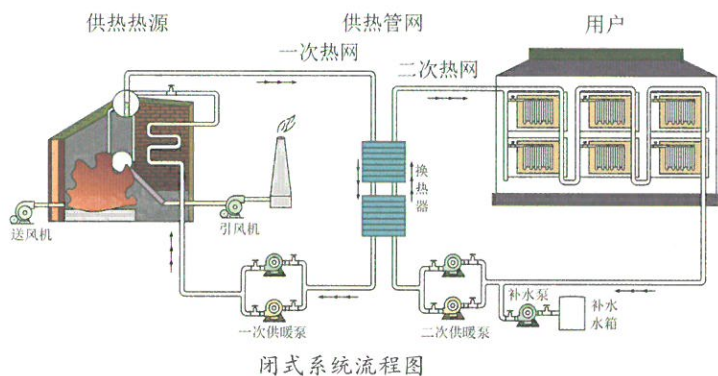 供热热源
供热管网
用户
一次热网
二次热网
换热器
送风机
引风机
补水泵
补水
水箱
一次供暖泵
二次供暖泵
闭式系统流程图